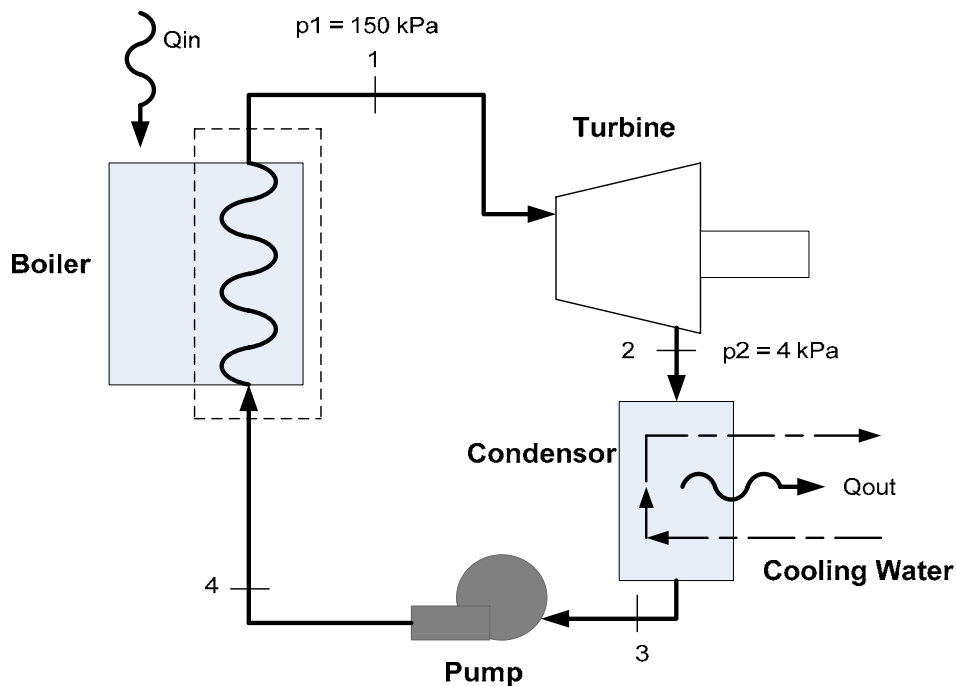 p1 = 150 kPa
Qin
1
Turbine
Boiler
2
p2 = 4 kPa
Condensor
Qout
Cooling Water
4
3
Pump